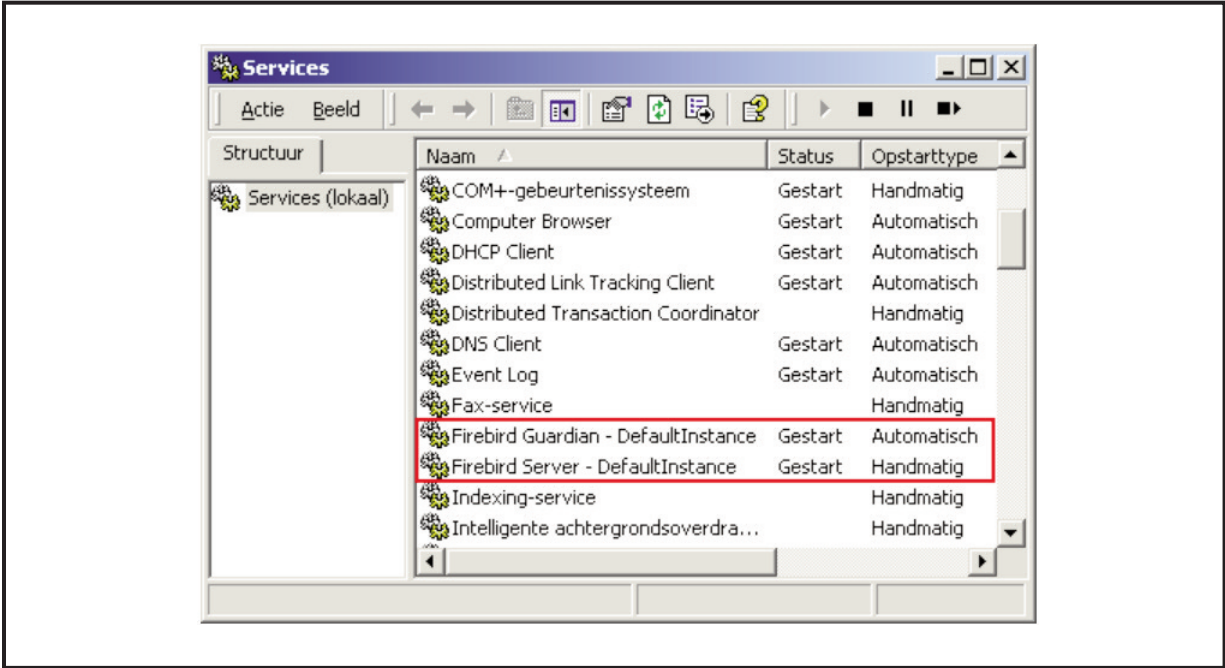 Services
Actie Beeld
Structuur
Naam Status Opstarttype
Services (lokaal)
COM+-gebeurtenissysteem Gestart Handmatig
Computer Browser Gestart Automatisch
DHCP Client Gestart Automatisch
Distributed Link Tracking Client Gestart Automatisch
Distributed Transaction Coordinator Handmatig
DNS Client Gestart Automatisch
Event Log Gestart Automatisch
Fax-service Handmatig
Firebird Guardian - DefaultInstance Gestart Automatisch
Firebird Server - DefaultInstance Gestart Handmatig
Indexing-service Handmatig
Intelligente achtergrondsoverdra... Handmatig